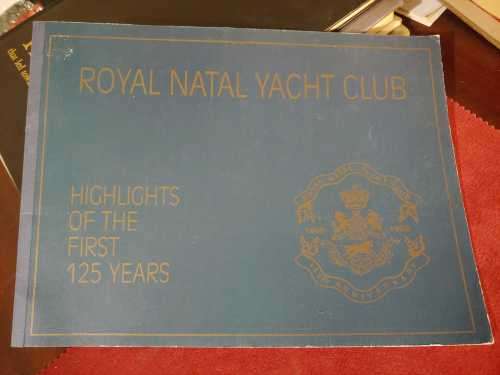 ROYAL NATAL YACHT CLUB
HIGHLIGHTS
OF THE
FIRST
125 YEARS